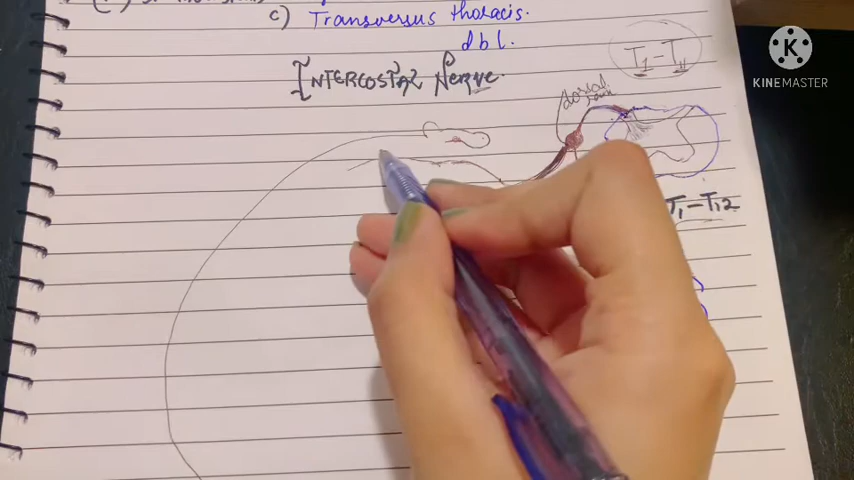 c) Transversus thoracis.
dbl.
INTERCOSTAL Nerve.
T1-T11
dorsal
T1-T12
K
KINEMASTER